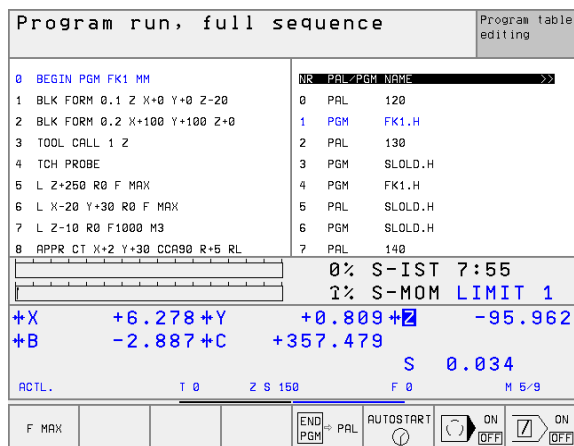 Program run, full sequence
Program table
editing
0 BEGIN PGM FK1 MM
1 BLK FORM 0.1 Z X+0 Y+0 Z-20
2 BLK FORM 0.2 X+100 Y+100 Z+0
3 TOOL CALL 1 Z
4 TCH PROBE
5 L Z+250 R0 F MAX
6 L X-20 Y+30 R0 F MAX
7 L Z-10 R0 F1000 M3
8 APPR CT X+2 Y+30 CCA90 R+5 RL
NR PAL/PGM NAME >>
0 PAL 120
1 PGM FK1.H
2 PAL 130
3 PGM SLOLD.H
4 PGM FK1.H
5 PAL SLOLD.H
6 PGM SLOLD.H
7 PAL 140
0% S-IST 7:55
1% S-MOM LIMIT 1
X +6.278 Y +0.809 Z -95.962
B -2.887 C +357.479
S 0.034
ACTL. T 0 Z S 150 F 0 M 5/9
F MAX
END
PGM ⇨ PAL
AUTOSTART
ON
OFF
ON
OFF